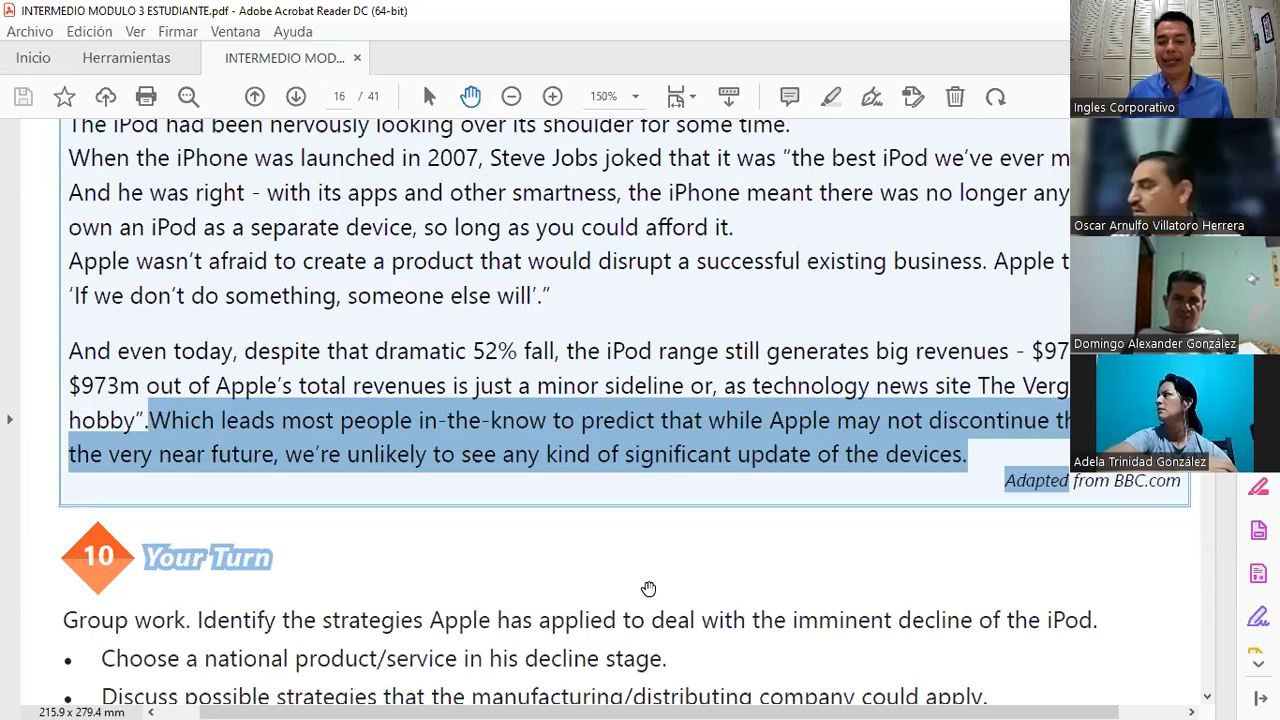 INTERMEDIO MODULO 3 ESTUDIANTE.pdf - Adobe Acrobat Reader DC (64-bit)
Archivo Edición Ver Firmar Ventana Ayuda
Inicio Herramientas INTERMEDIO MOD... ×
16 / 41 150%
The iPod had been nervously looking over its shoulder for some time.
When the iPhone was launched in 2007, Steve Jobs joked that it was “the best iPod we’ve ever m
And he was right - with its apps and other smartness, the iPhone meant there was no longer any
own an iPod as a separate device, so long as you could afford it.
Apple wasn’t afraid to create a product that would disrupt a successful existing business. Apple t
‘If we don’t do something, someone else will’.”
And even today, despite that dramatic 52% fall, the iPod range still generates big revenues - $97
$973m out of Apple’s total revenues is just a minor sideline or, as technology news site The Verg
hobby”.Which leads most people in-the-know to predict that while Apple may not discontinue th
the very near future, we’re unlikely to see any kind of significant update of the devices.
Adapted from BBC.com
10 Your Turn
Group work. Identify the strategies Apple has applied to deal with the imminent decline of the iPod.
• Choose a national product/service in his decline stage.
• Discuss possible strategies that the manufacturing/distributing company could apply.
215.9 x 279.4 mm
Ingles Corporativo
Oscar Arnulfo Villatoro Herrera
Domingo Alexander González
Adela Trinidad González